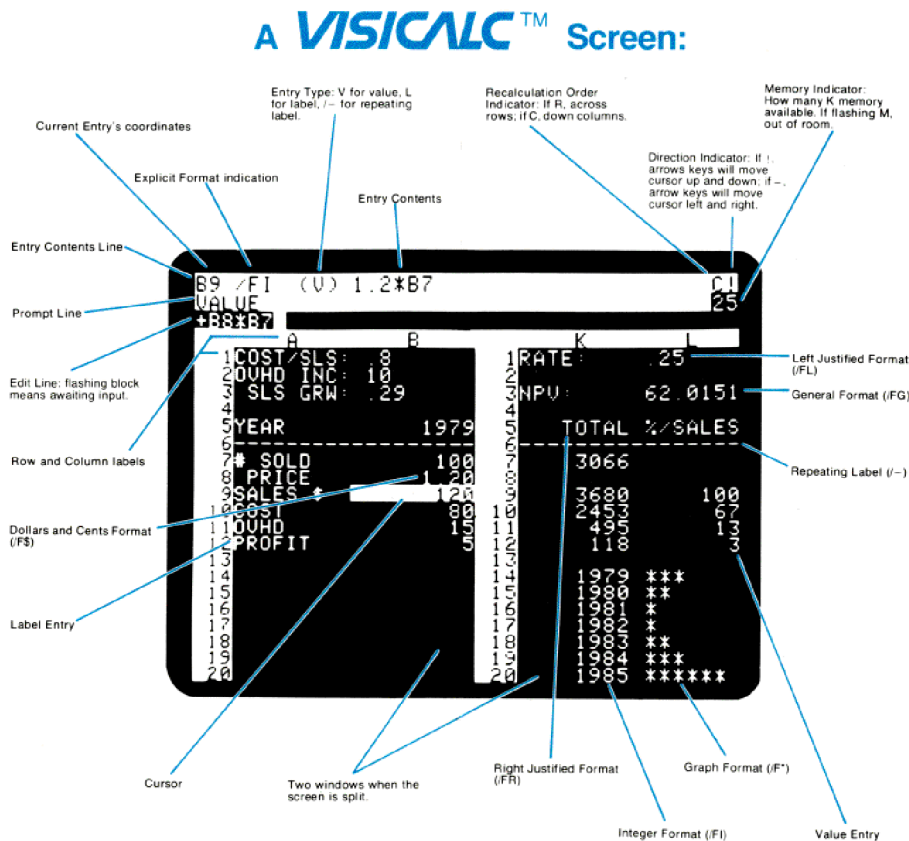 A VISICALC™ Screen:
Entry Type: V for value, L
for label, /– for repeating
label.
Recalculation Order
Indicator: If R, across
rows; if C, down columns.
Memory Indicator:
How many K memory
available. If flashing M,
out of room.
Current Entry's coordinates
Explicit Format indication
Entry Contents
Direction Indicator: If !,
arrows keys will move
cursor up and down; if –,
arrow keys will move
cursor left and right.
Entry Contents Line
Prompt Line
Edit Line: flashing block
means awaiting input.
Row and Column labels
Dollars and Cents Format
(/F$)
Label Entry
B9 /FI (V) 1.2*B7 C!
VALUE 25
+B8*B7
A B K L
1 COST/SLS: .8 1 RATE: .25
2 OVHD INC: 10 2
3 SLS GRW: .29 3 NPV: 62.0151
4 4
5 YEAR 1979 5 TOTAL %/SALES
6 ---------------- 6 ----------------
7 # SOLD 100 7 3066
8 PRICE 1.20 8
9 SALES $ 120 9 3680 100
10 COST 80 10 2453 67
11 OVHD 15 11 495 13
12 PROFIT 5 12 118 3
13 13
14 14 1979 ***
15 15 1980 **
16 16 1981 *
17 17 1982 *
18 18 1983 **
19 19 1984 ***
20 20 1985 ******
Left Justified Format
(/FL)
General Format (/FG)
Repeating Label (/–)
Cursor
Two windows when the
screen is split.
Right Justified Format
(/FR)
Graph Format (/F*)
Integer Format (/FI)
Value Entry